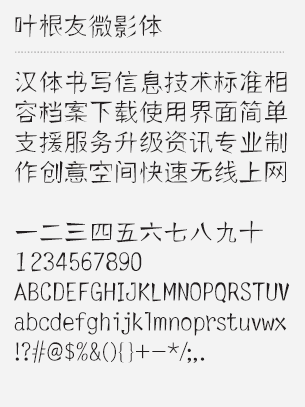 叶根友微影体
汉体书写信息技术标准相
容档案下载使用界面简单
支援服务升级资讯专业制
作创意空间快速无线上网
一二三四五六七八九十
1234567890
ABCDEFGHIJKLMNOPQRSTUV
abcdefghijklmnoprstuvwx
!?#@$%&(){}+−*/;,.